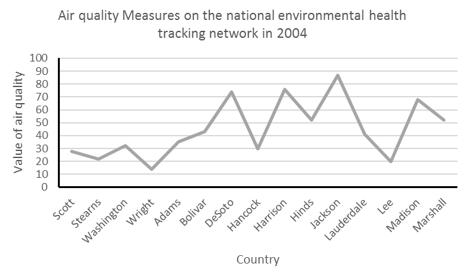 Air quality Measures on the national environmental health
tracking network in 2004
Value of air quality
100
90
80
70
60
50
40
30
20
10
0
Scott
Stearns
Washington
Wright
Adams
Bolivar
DeSoto
Hancock
Harrison
Hinds
Jackson
Lauderdale
Lee
Madison
Marshall
Country